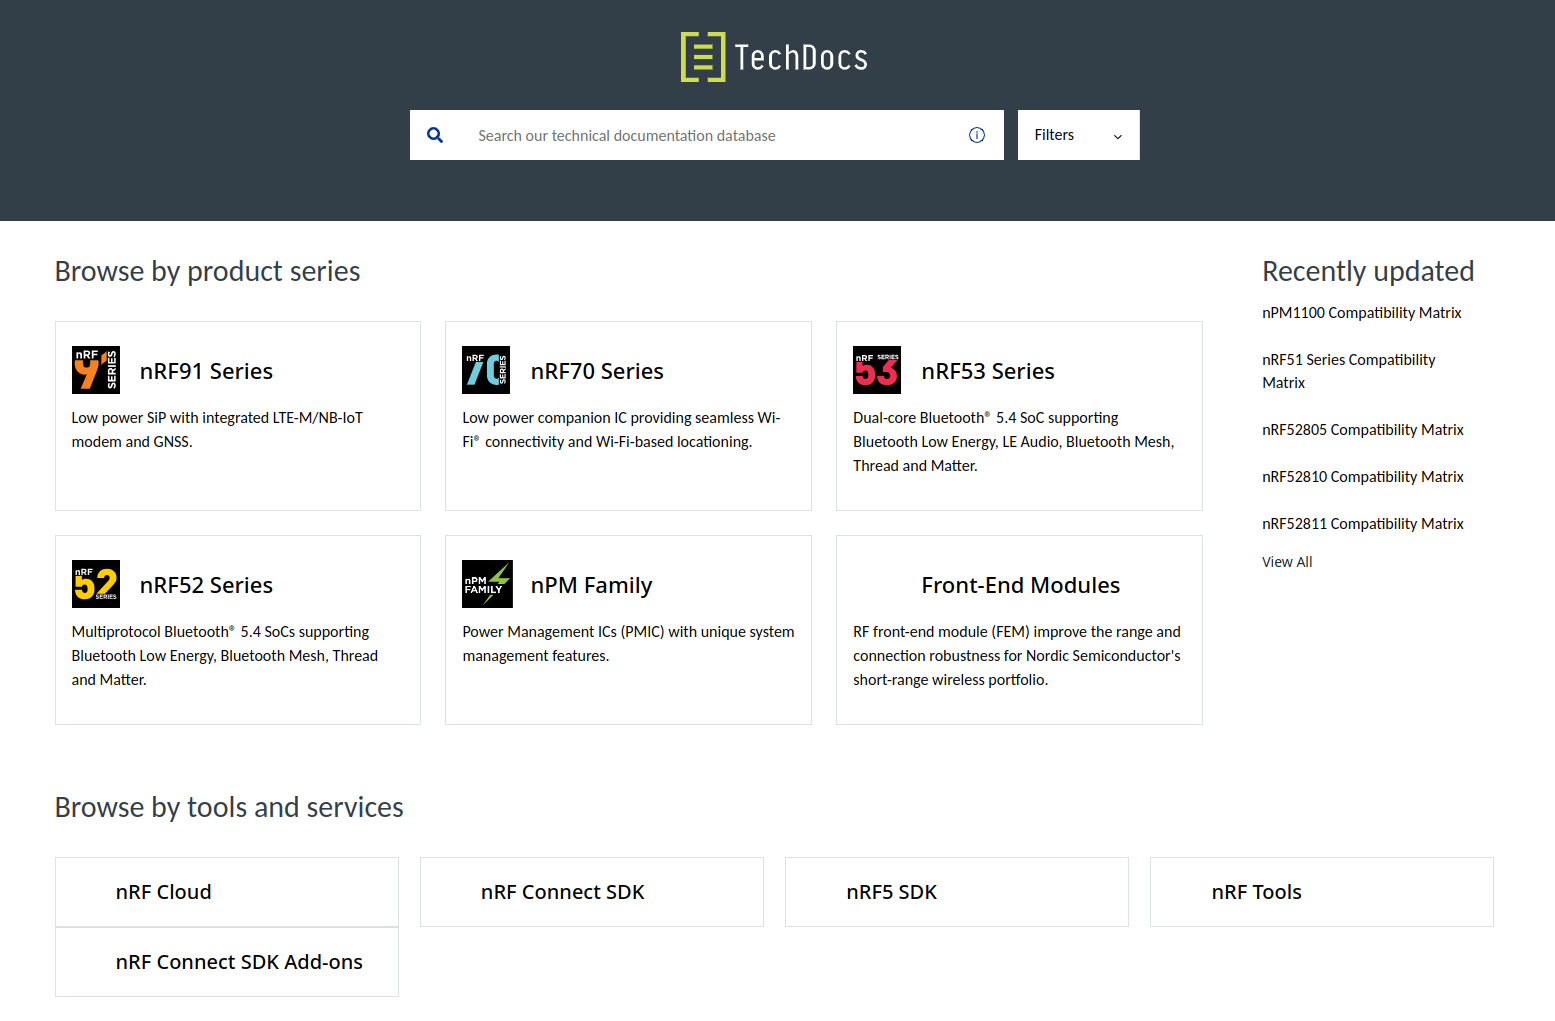 TechDocs
Search our technical documentation database
Filters
Browse by product series
nRF91 Series
Low power SiP with integrated LTE-M/NB-IoT
modem and GNSS.
nRF70 Series
Low power companion IC providing seamless Wi-
Fi® connectivity and Wi-Fi-based locationing.
nRF53 Series
Dual-core Bluetooth® 5.4 SoC supporting
Bluetooth Low Energy, LE Audio, Bluetooth Mesh,
Thread and Matter.
nRF52 Series
Multiprotocol Bluetooth® 5.4 SoCs supporting
Bluetooth Low Energy, Bluetooth Mesh, Thread
and Matter.
nPM Family
Power Management ICs (PMIC) with unique system
management features.
Front-End Modules
RF front-end module (FEM) improve the range and
connection robustness for Nordic Semiconductor's
short-range wireless portfolio.
Recently updated
nPM1100 Compatibility Matrix
nRF51 Series Compatibility
Matrix
nRF52805 Compatibility Matrix
nRF52810 Compatibility Matrix
nRF52811 Compatibility Matrix
View All
Browse by tools and services
nRF Cloud
nRF Connect SDK
nRF5 SDK
nRF Tools
nRF Connect SDK Add-ons
nRF
91
SERIES
nRF
70
SERIES
nRF
SERIES
53
nRF
52
SERIES
nPM
FAMILY